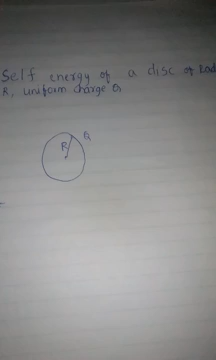 Self energy of a disc of Rad
R, uniform charge Q
Q
R